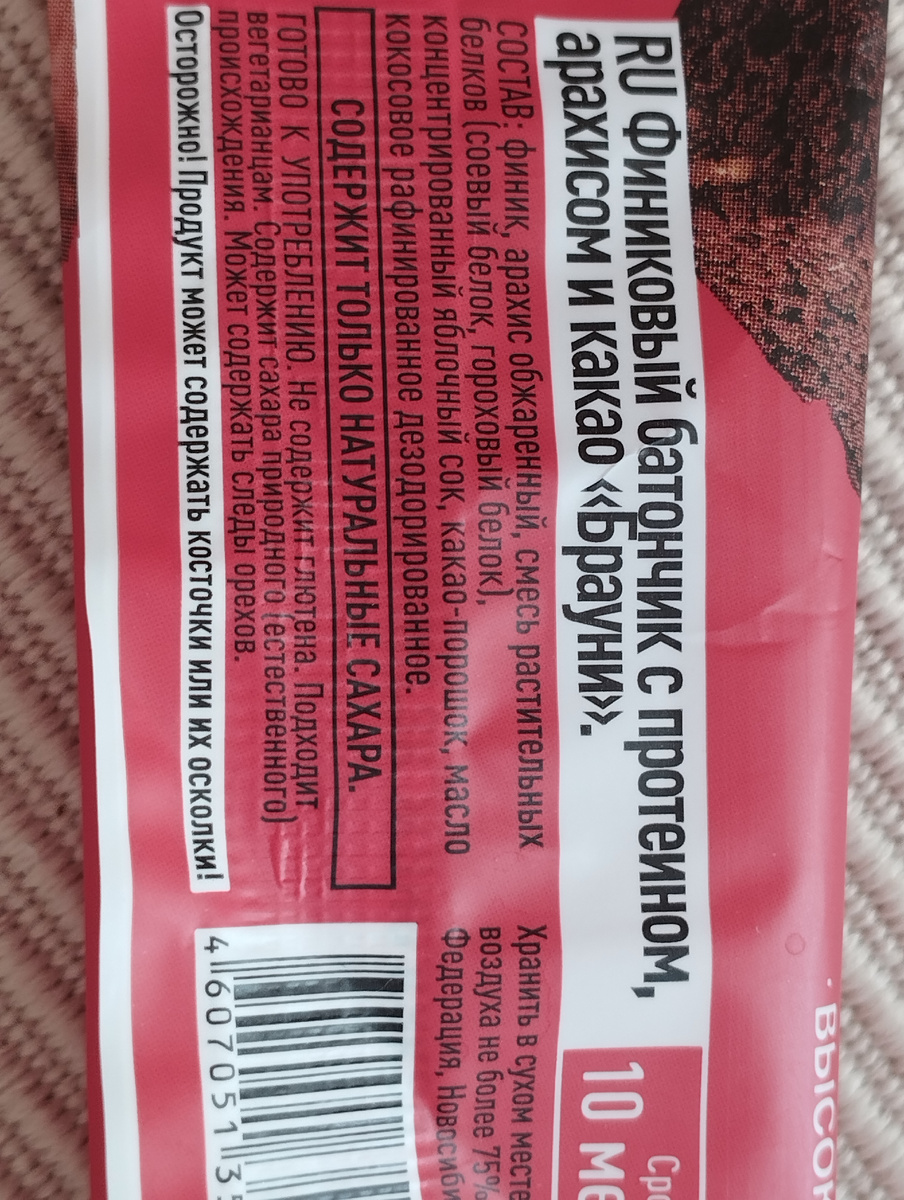 RU Финиковый батончик с протеином,
арахисом и какао «Брауни».
СОСТАВ: финик, арахис обжаренный, смесь растительных
белков (соевый белок, гороховый белок),
концентрированный яблочный сок, какао-порошок, масло
кокосовое рафинированное дезодорированное.
СОДЕРЖИТ ТОЛЬКО НАТУРАЛЬНЫЕ САХАРА.
ГОТОВО К УПОТРЕБЛЕНИЮ. Не содержит глютена. Подходит
вегетарианцам. Содержит сахара природного (естественного)
происхождения. Может содержать следы орехов.
Осторожно! Продукт может содержать косточки или их осколки!
10
Хранить в сухом месте
воздуха не более 75%
Федерация,
4 607051 3